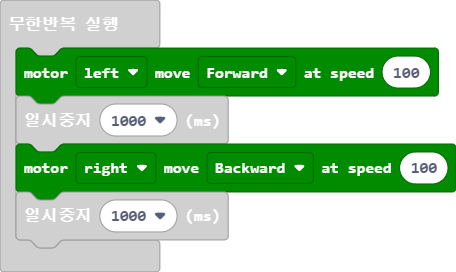 무한반복 실행
motor left move Forward at speed 100
일시중지 1000 (ms)
motor right move Backward at speed 100
일시중지 1000 (ms)